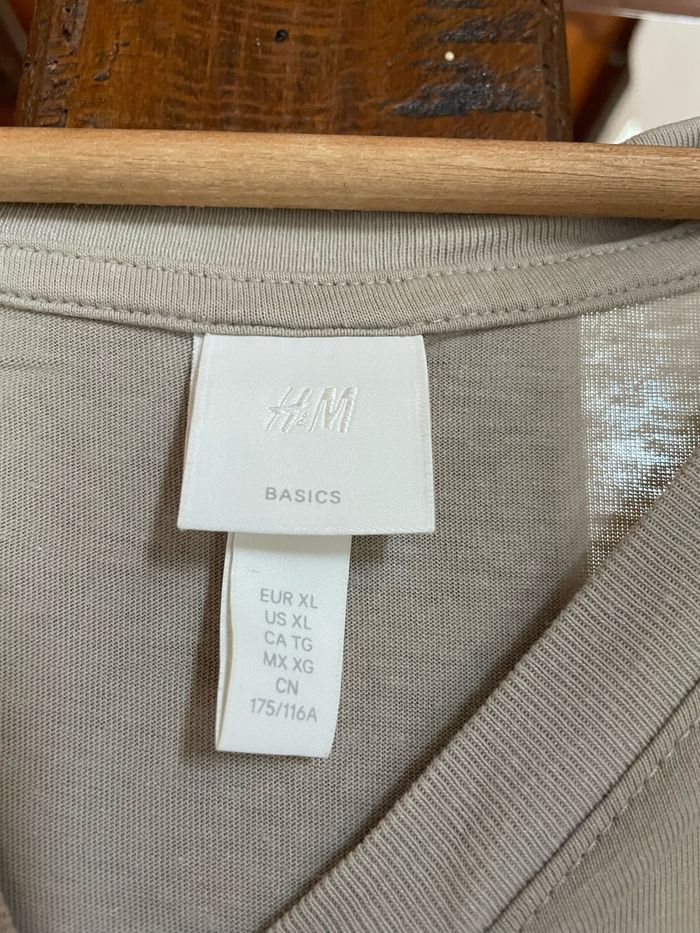 H&M
BASICS
EUR XL
US XL
CA TG
MX XG
CN
175/116A